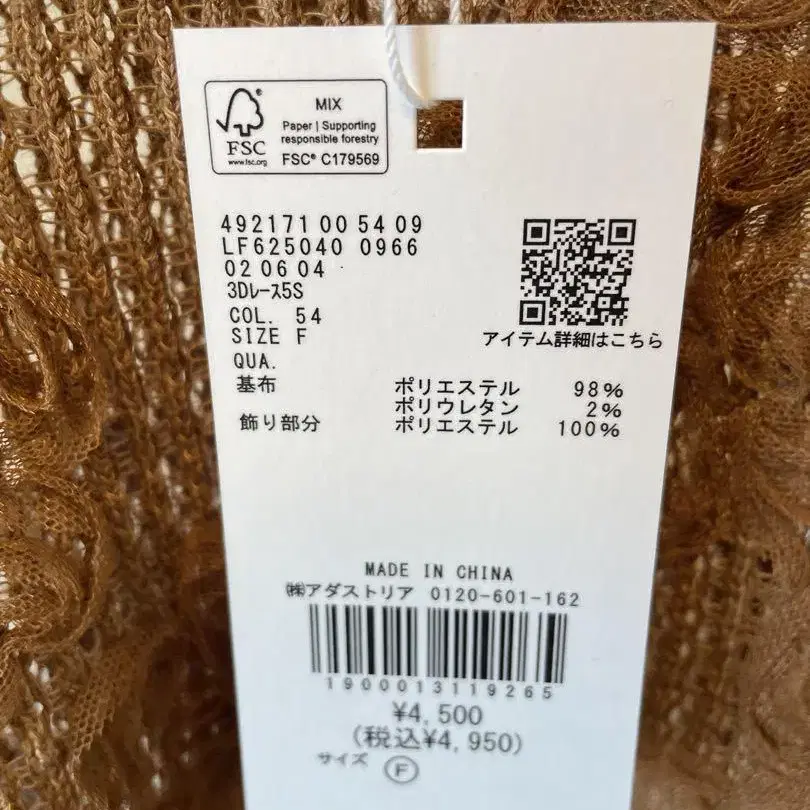 MIX
Paper | Supporting
responsible forestry
FSC
www.fsc.org
FSC® C179569
492171 00 54 09
LF625040 0966
02 06 04
3Dﾚｰｽ5S
COL. 54
SIZE F
QUA.
アイテム詳細はこちら
基布 ポリエステル 98%
ポリウレタン 2%
飾り部分 ポリエステル 100%
MADE IN CHINA
㈱アダストリア 0120-601-162
1900013119265
¥4,500
(税込¥4,950)
サイズ Ⓕ